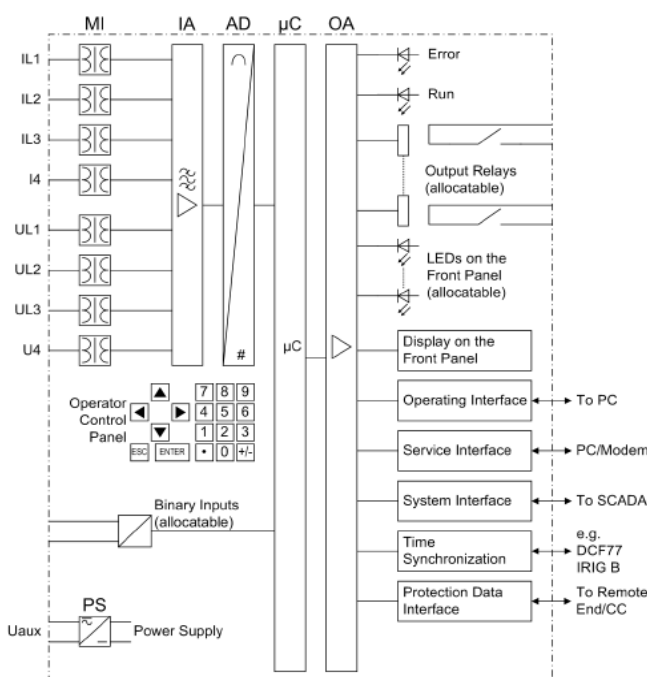 MI IA AD µC OA
IL1
IL2
IL3
I4
UL1
UL2
UL3
U4
#
µC
Error
Run
Output Relays
(allocatable)
LEDs on the
Front Panel
(allocatable)
Display on the
Front Panel
Operating Interface
To PC
Service Interface
PC/Modem
System Interface
To SCADA
Time
Synchronization
e.g.
DCF77
IRIG B
Protection Data
Interface
To Remote
End/CC
Operator
Control
Panel
7 8 9
4 5 6
1 2 3
ESC ENTER • 0 +/-
Binary Inputs
(allocatable)
PS
Uaux
Power Supply